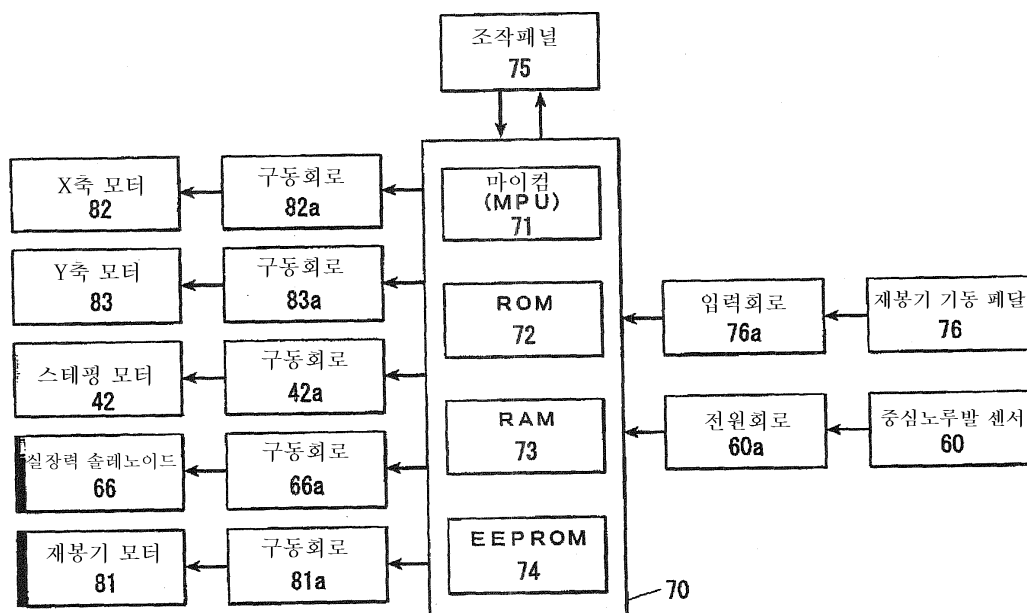 조작패널
75
X축 모터
82
구동회로
82a
마이컴
(MPU)
71
Y축 모터
83
구동회로
83a
ROM
72
입력회로
76a
재봉기 기동 페달
76
스테핑 모터
42
구동회로
42a
RAM
73
전원회로
60a
중심노루발 센서
60
실장력 솔레노이드
66
구동회로
66a
재봉기 모터
81
구동회로
81a
EEPROM
74
70